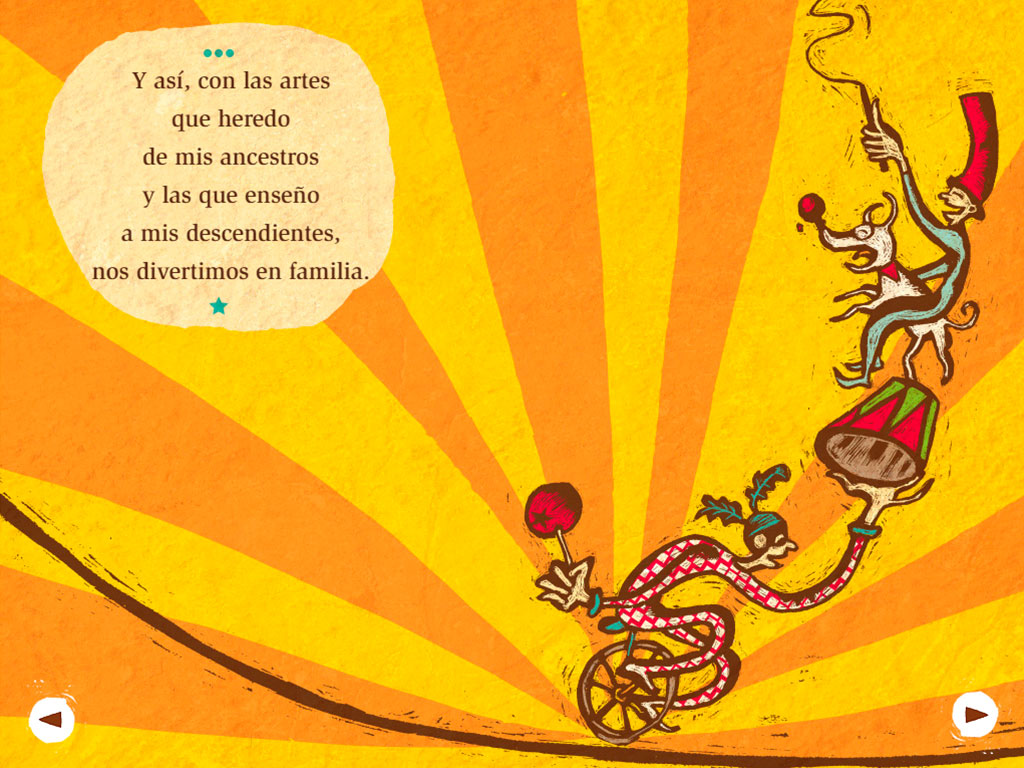 Y así, con las artes
que heredo
de mis ancestros
y las que enseño
a mis descendientes,
nos divertimos en familia.